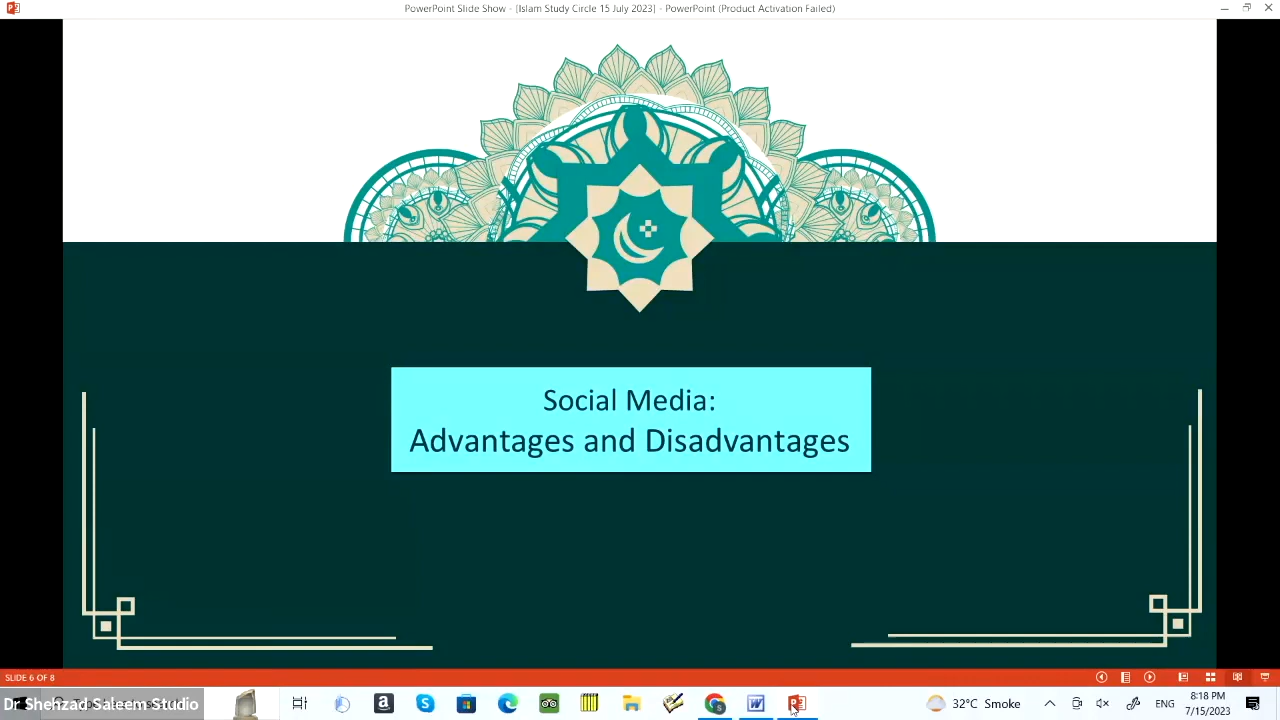 PowerPoint Slide Show - [Islam Study Circle 15 July 2023] - PowerPoint (Product Activation Failed)
Social Media:
Advantages and Disadvantages
SLIDE 6 OF 8
Dr Shehzad Saleem Studio
32°C Smoke
ENG
8:18 PM
7/15/2023